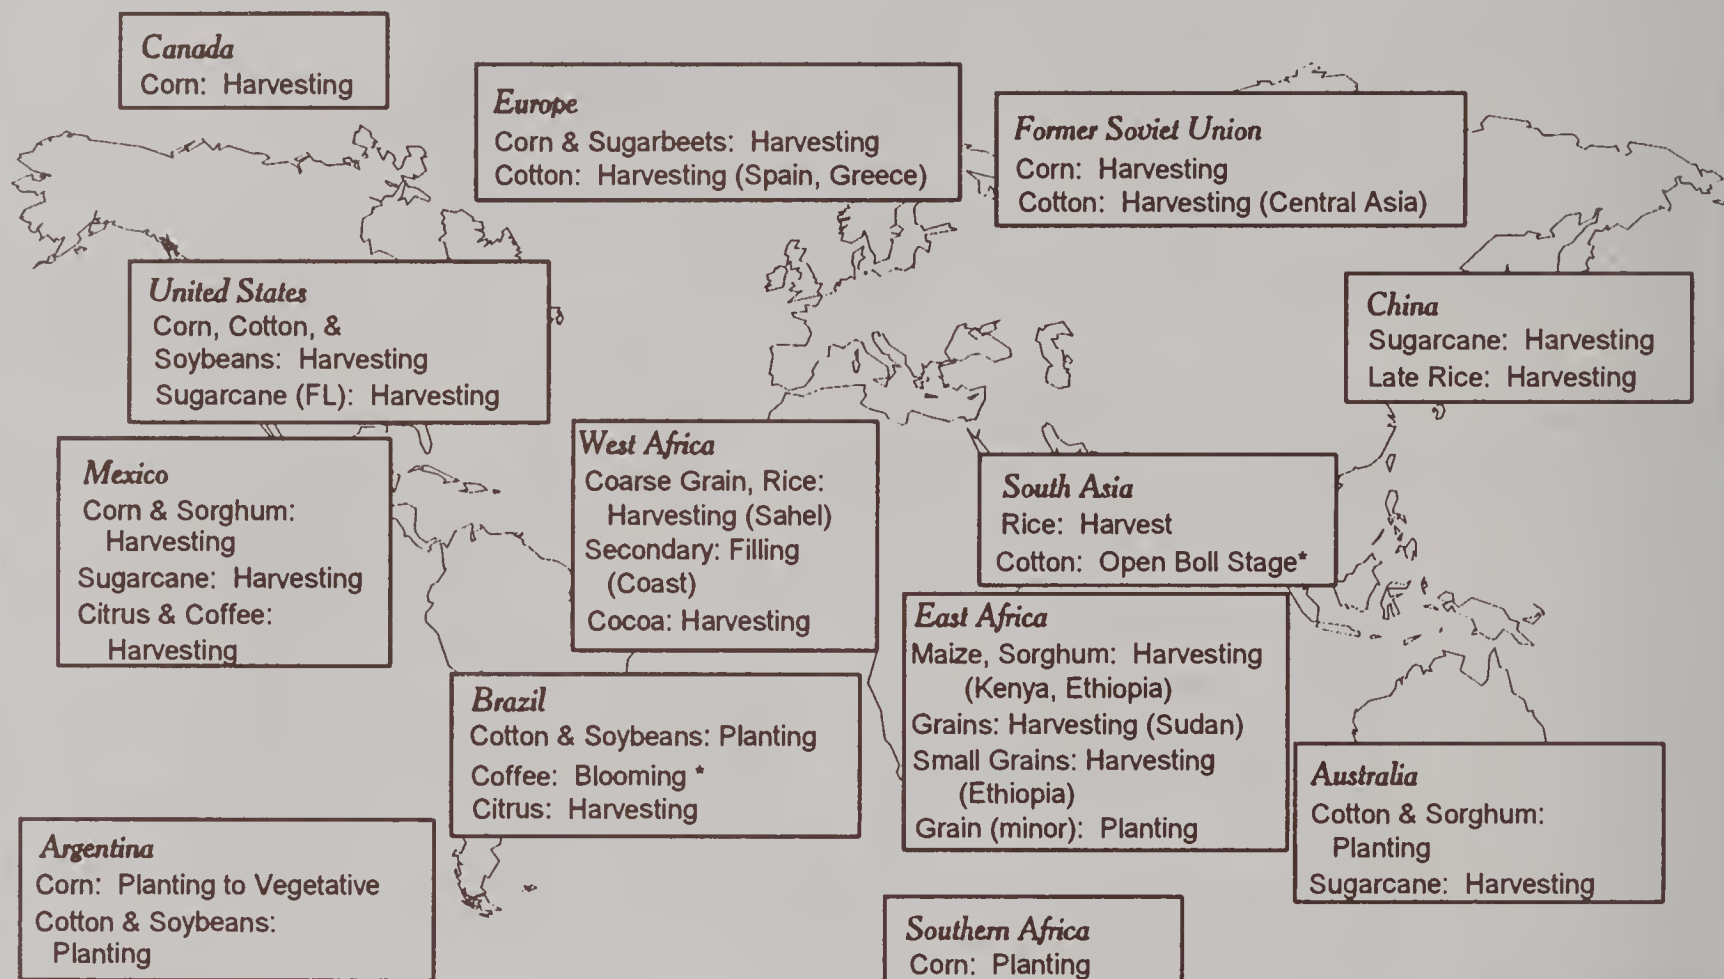 Canada
Corn: Harvesting
Europe
Corn & Sugarbeets: Harvesting
Cotton: Harvesting (Spain, Greece)
Former Soviet Union
Corn: Harvesting
Cotton: Harvesting (Central Asia)
United States
Corn, Cotton, &
Soybeans: Harvesting
Sugarcane (FL): Harvesting
China
Sugarcane: Harvesting
Late Rice: Harvesting
Mexico
Corn & Sorghum:
Harvesting
Sugarcane: Harvesting
Citrus & Coffee:
Harvesting
West Africa
Coarse Grain, Rice:
Harvesting (Sahel)
Secondary: Filling
(Coast)
Cocoa: Harvesting
South Asia
Rice: Harvest
Cotton: Open Boll Stage*
East Africa
Maize, Sorghum: Harvesting
(Kenya, Ethiopia)
Grains: Harvesting (Sudan)
Small Grains: Harvesting
(Ethiopia)
Grain (minor): Planting
Brazil
Cotton & Soybeans: Planting
Coffee: Blooming *
Citrus: Harvesting
Australia
Cotton & Sorghum:
Planting
Sugarcane: Harvesting
Argentina
Corn: Planting to Vegetative
Cotton & Soybeans:
Planting
Southern Africa
Corn: Planting